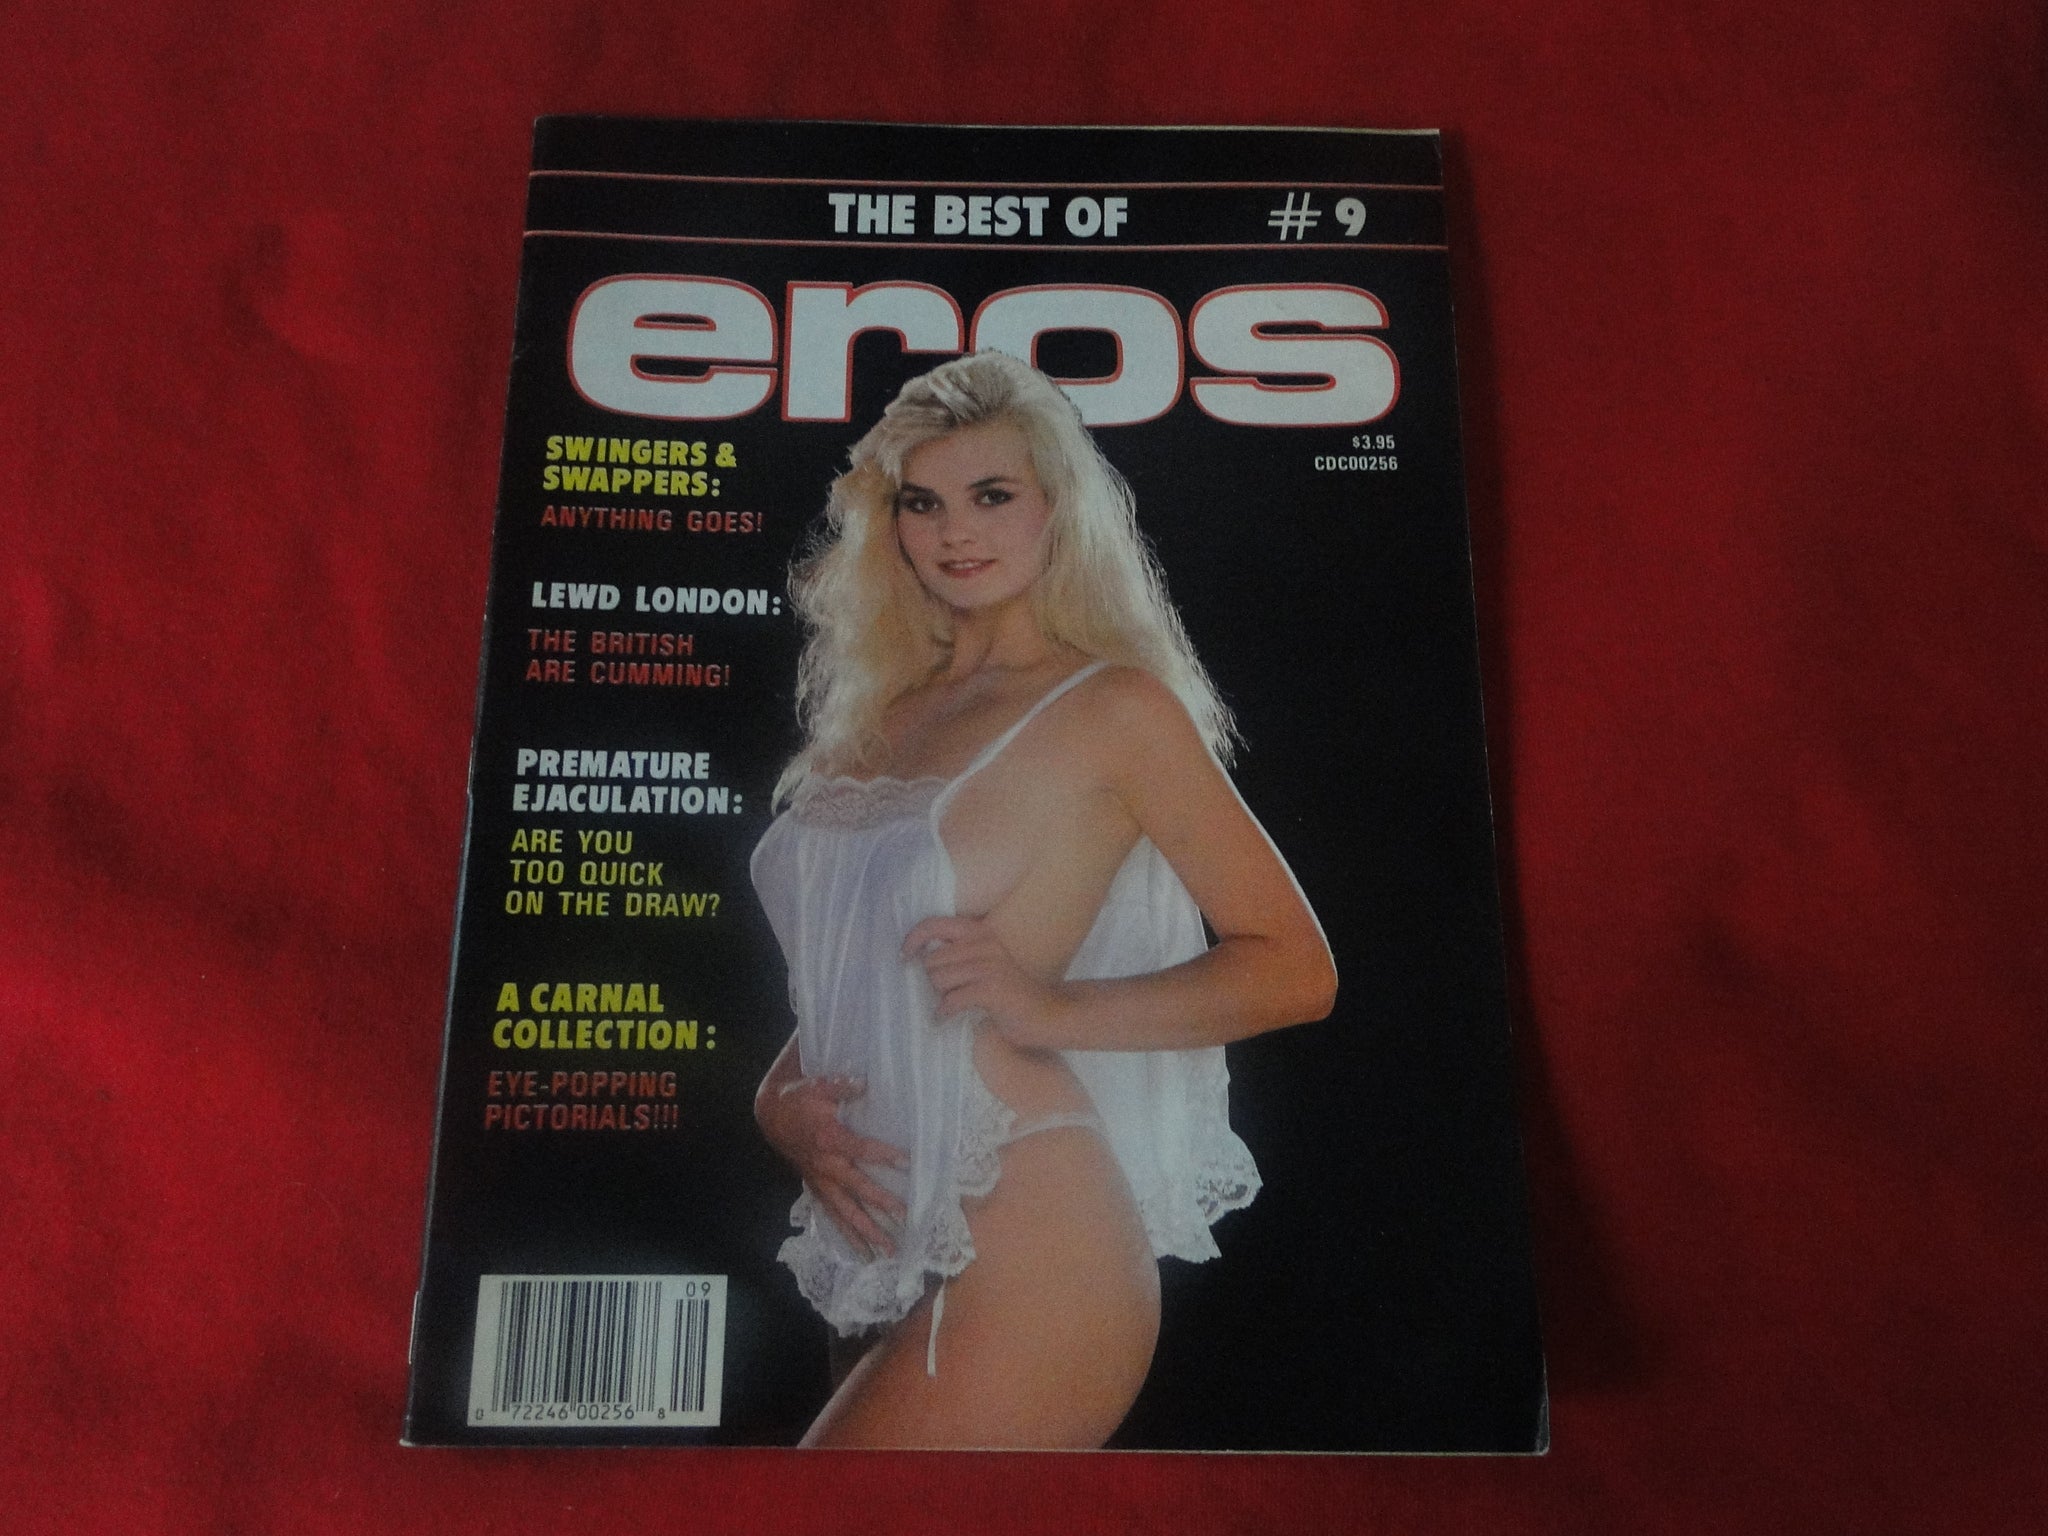 THE BEST OF # 9
eros
$3.95
CDC00256
SWINGERS &
SWAPPERS:
ANYTHING GOES!
LEWD LONDON:
THE BRITISH
ARE CUMMING!
PREMATURE
EJACULATION:
ARE YOU
TOO QUICK
ON THE DRAW?
A CARNAL
COLLECTION:
EYE-POPPING
PICTORIALS!!!
09
0 72246 00256 8